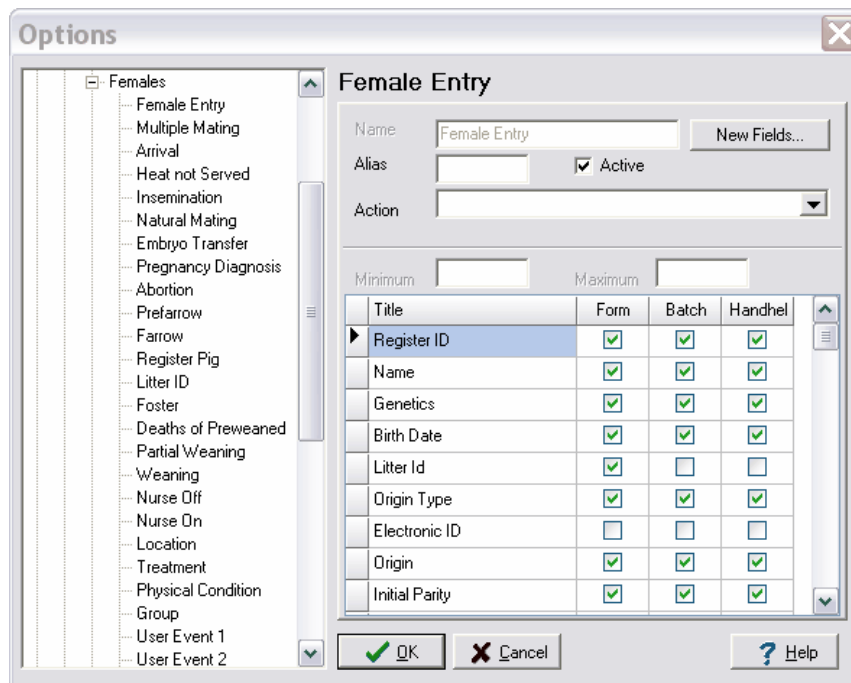 Options
Females
Female Entry
Multiple Mating
Arrival
Heat not Served
Insemination
Natural Mating
Embryo Transfer
Pregnancy Diagnosis
Abortion
Prefarrow
Farrow
Register Pig
Litter ID
Foster
Deaths of Preweaned
Partial Weaning
Weaning
Nurse Off
Nurse On
Location
Treatment
Physical Condition
Group
User Event 1
User Event 2
Female Entry
Name Female Entry New Fields...
Alias Active
Action
Minimum Maximum
Title Form Batch Handhel
Register ID
Name
Genetics
Birth Date
Litter Id
Origin Type
Electronic ID
Origin
Initial Parity
OK Cancel ? Help